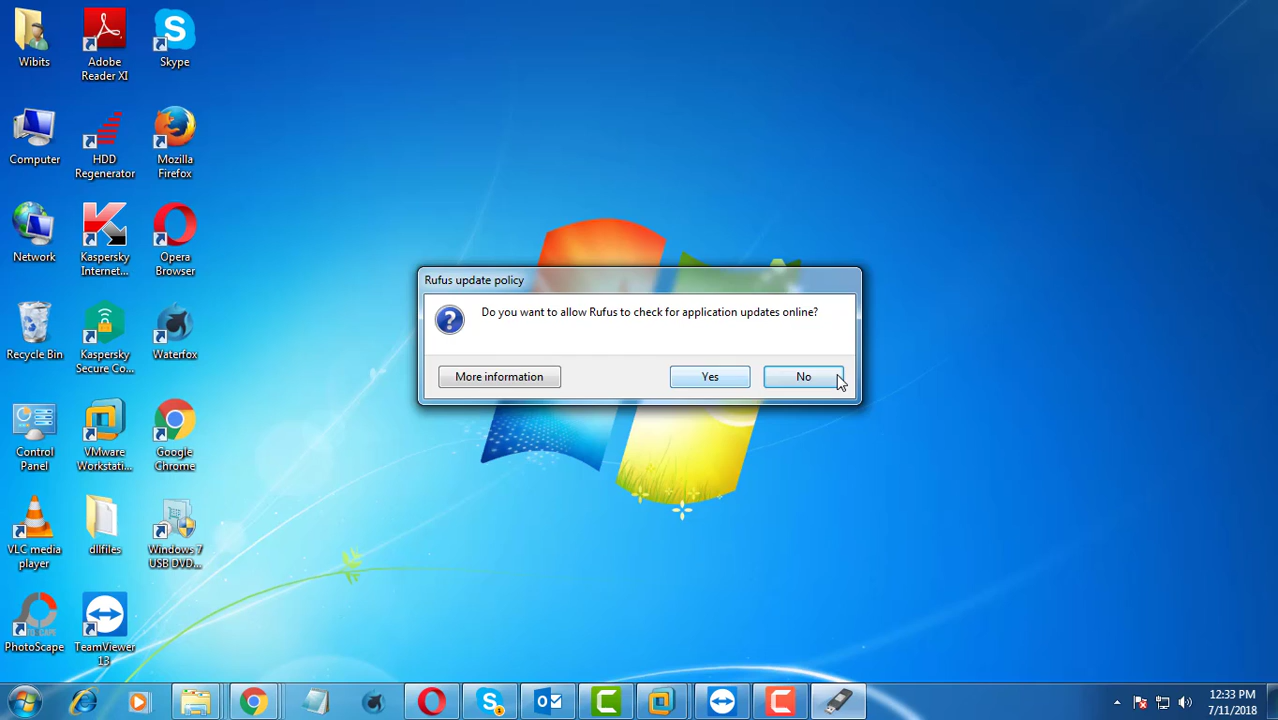 Wibits
Adobe
Reader XI
Skype
Computer
HDD
Regenerator
Mozilla
Firefox
Network
Kaspersky
Internet...
Opera
Browser
Recycle Bin
Kaspersky
Secure Co...
Waterfox
Control
Panel
VMware
Workstati...
Google
Chrome
VLC media
player
dllfiles
Windows 7
USB DVD...
PhotoScape
TeamViewer
13
Rufus update policy
Do you want to allow Rufus to check for application updates online?
More information
Yes
No
12:33 PM
7/11/2018